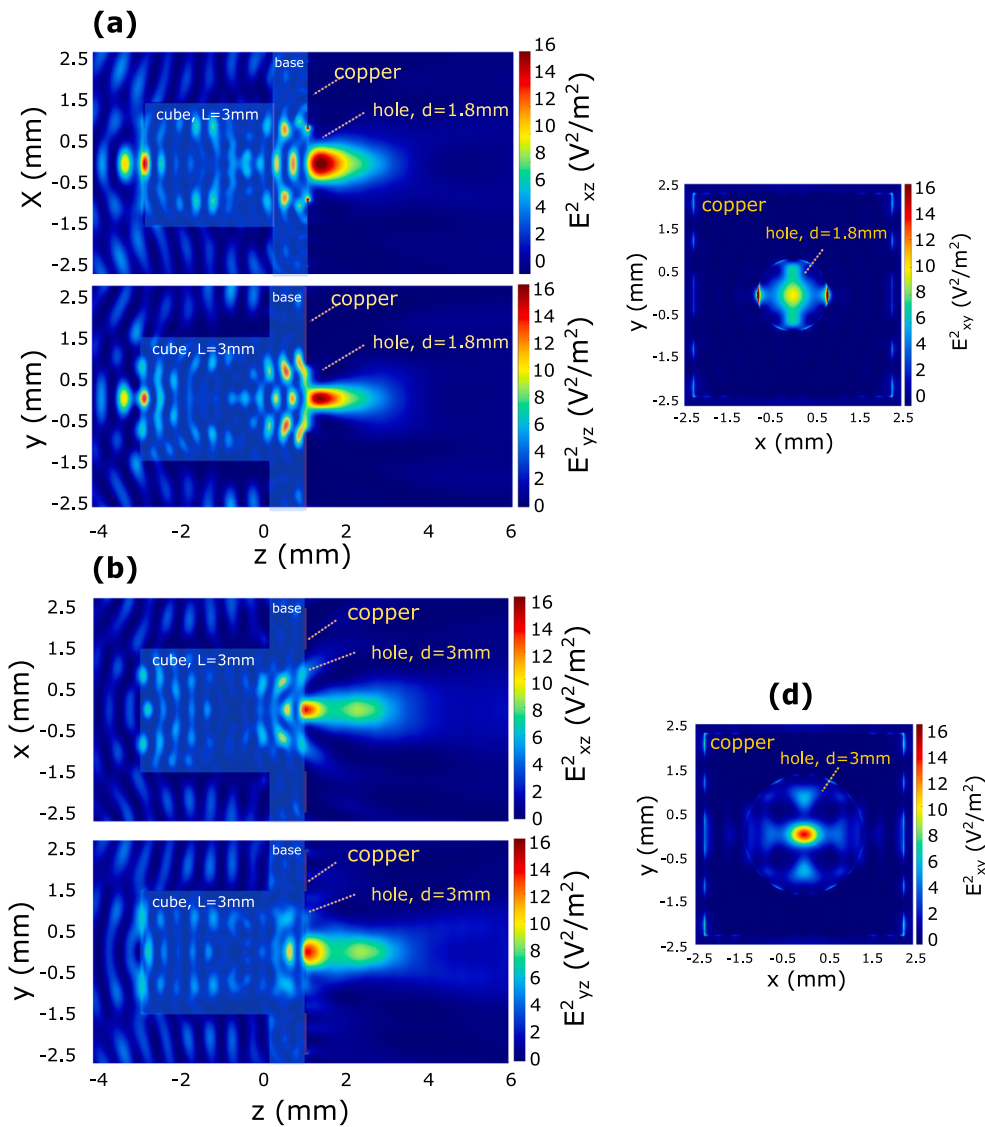 (a)
2.5
1.5
0.5
-0.5
-1.5
-2.5
X (mm)
base
cube, L=3mm
copper
hole, d=1.8mm
16
14
12
10
8
6
4
2
0
E²xz (V²/m²)
2.5
1.5
0.5
-0.5
-1.5
-2.5
y (mm)
base
cube, L=3mm
copper
hole, d=1.8mm
16
14
12
10
8
6
4
2
0
E²yz (V²/m²)
-4
-2
0
2
4
6
z (mm)
copper
hole, d=1.8mm
2.5
1.5
0.5
-0.5
-1.5
-2.5
y (mm)
-2.5
-1.5
-0.5
0.5
1.5
2.5
x (mm)
16
14
12
10
8
6
4
2
0
E²xy (V²/m²)
(b)
2.5
1.5
0.5
-0.5
-1.5
-2.5
x (mm)
base
cube, L=3mm
copper
hole, d=3mm
16
14
12
10
8
6
4
2
0
E²xz (V²/m²)
2.5
1.5
0.5
-0.5
-1.5
-2.5
y (mm)
base
cube, L=3mm
copper
hole, d=3mm
16
14
12
10
8
6
4
2
0
E²yz (V²/m²)
-4
-2
0
2
4
6
z (mm)
(d)
copper
hole, d=3mm
2.5
1.5
0.5
-0.5
-1.5
-2.5
y (mm)
-2.5
-1.5
-0.5
0.5
1.5
2.5
x (mm)
16
14
12
10
8
6
4
2
0
E²xy (V²/m²)